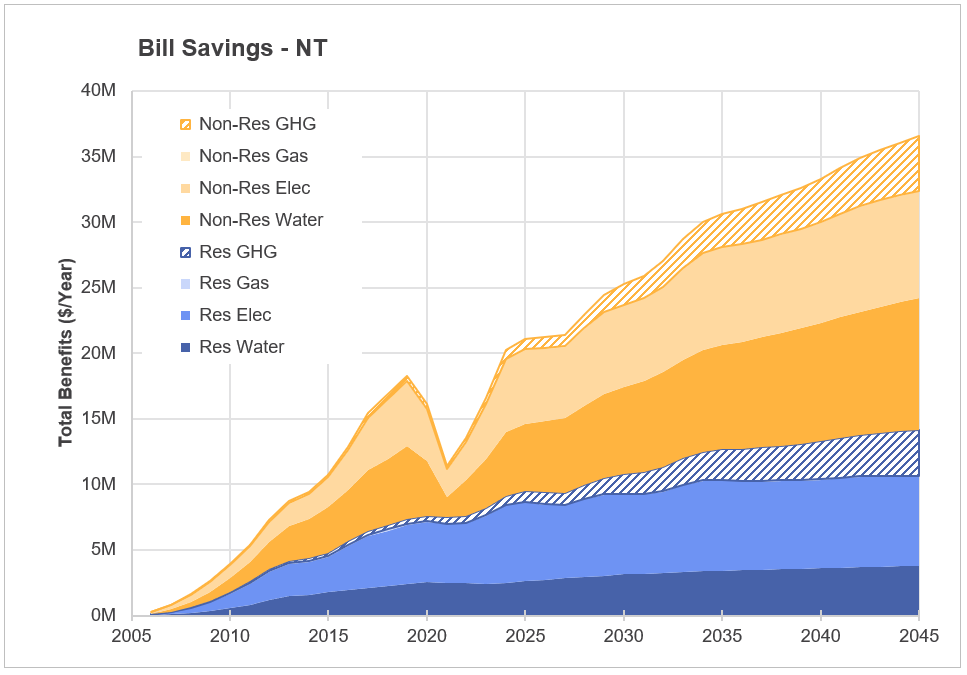 Bill Savings - NT
40M
35M
30M
25M
20M
15M
10M
5M
0M
Total Benefits ($/Year)
Non-Res GHG
Non-Res Gas
Non-Res Elec
Non-Res Water
Res GHG
Res Gas
Res Elec
Res Water
2005 2010 2015 2020 2025 2030 2035 2040 2045